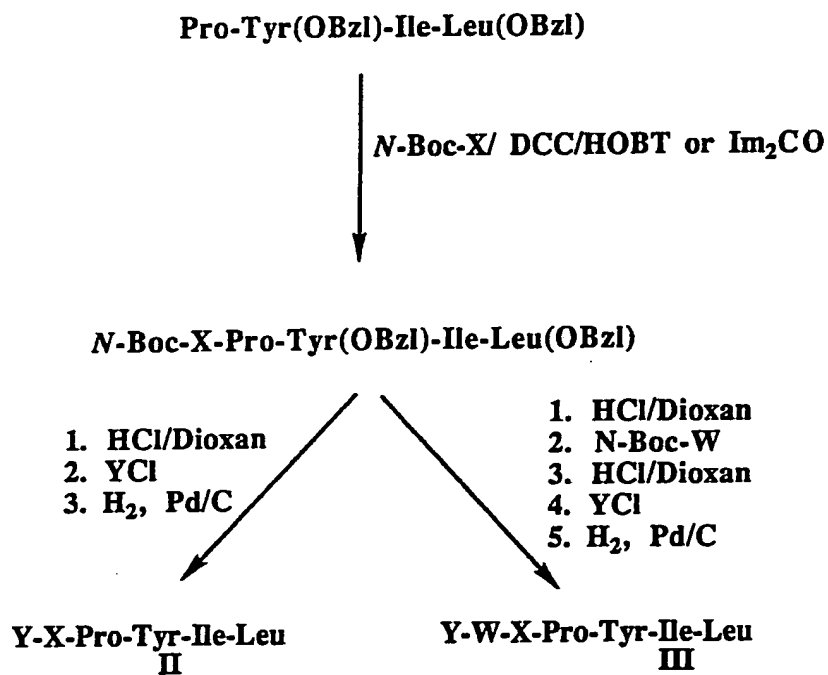 Pro-Tyr(OBzl)-Ile-Leu(OBzl)
N-Boc-X/ DCC/HOBT or Im₂CO
N-Boc-X-Pro-Tyr(OBzl)-Ile-Leu(OBzl)
1. HCl/Dioxan
2. YCl
3. H₂, Pd/C
1. HCl/Dioxan
2. N-Boc-W
3. HCl/Dioxan
4. YCl
5. H₂, Pd/C
Y-X-Pro-Tyr-Ile-Leu
II
Y-W-X-Pro-Tyr-Ile-Leu
III